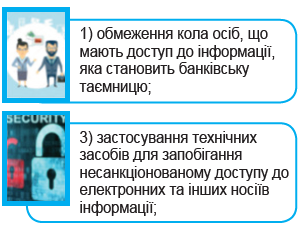 1) обмеження кола осіб, що
мають доступ до інформації,
яка становить банківську
таємницю;
SECURITY
3) застосування технічних
засобів для запобігання
несанкціонованому доступу до
електронних та інших носіїв
інформації;